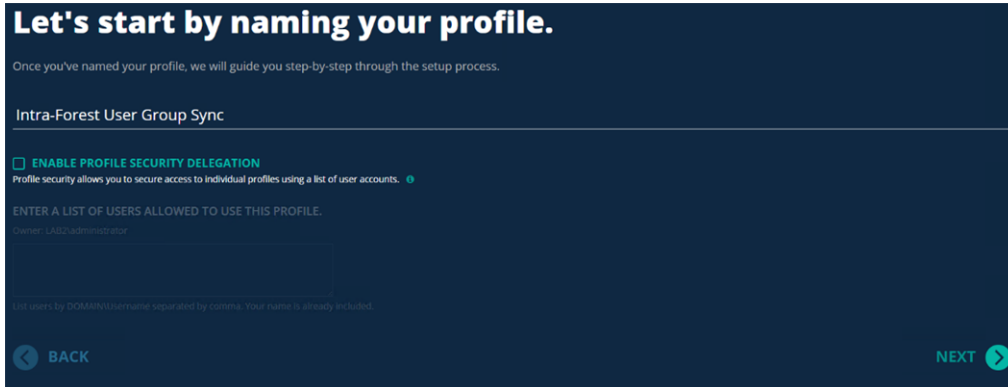 Let's start by naming your profile.
Once you've named your profile, we will guide you step-by-step through the setup process.
Intra-Forest User Group Sync
ENABLE PROFILE SECURITY DELEGATION
Profile security allows you to secure access to individual profiles using a list of user accounts.
ENTER A LIST OF USERS ALLOWED TO USE THIS PROFILE.
Owner: LAB2\administrator
List users by DOMAIN\Username separated by comma. Your name is already included.
BACK
NEXT